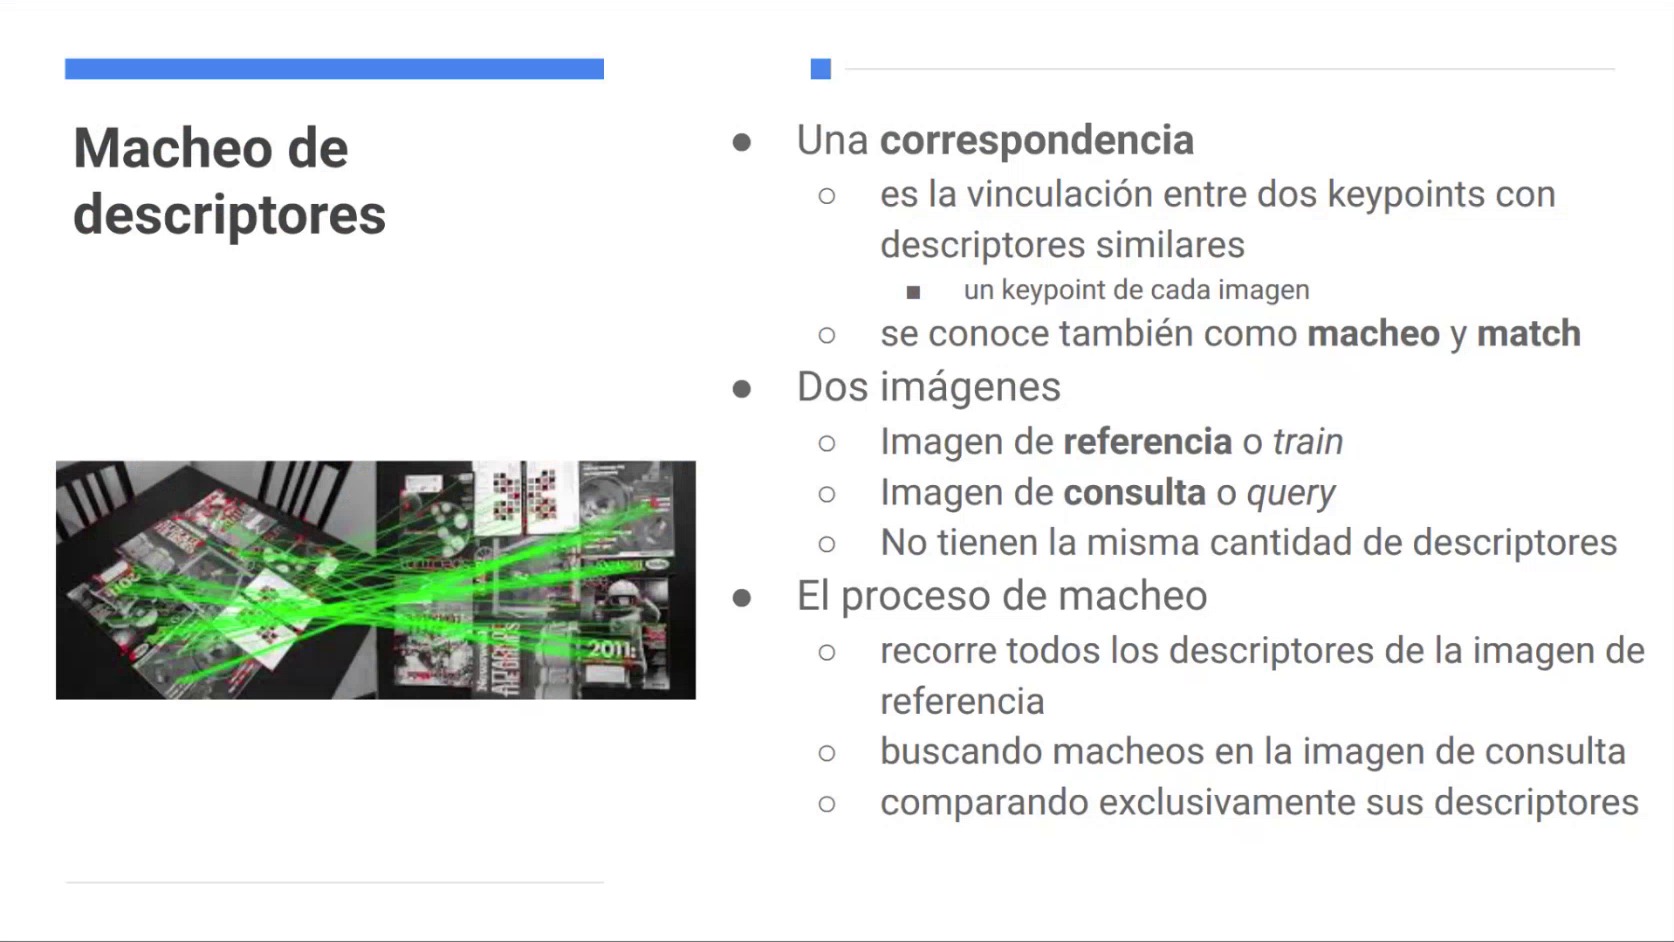 Macheo de
descriptores
● Una correspondencia
○ es la vinculación entre dos keypoints con
descriptores similares
■ un keypoint de cada imagen
○ se conoce también como macheo y match
● Dos imágenes
○ Imagen de referencia o train
○ Imagen de consulta o query
○ No tienen la misma cantidad de descriptores
● El proceso de macheo
○ recorre todos los descriptores de la imagen de
referencia
○ buscando macheos en la imagen de consulta
○ comparando exclusivamente sus descriptores
2011.